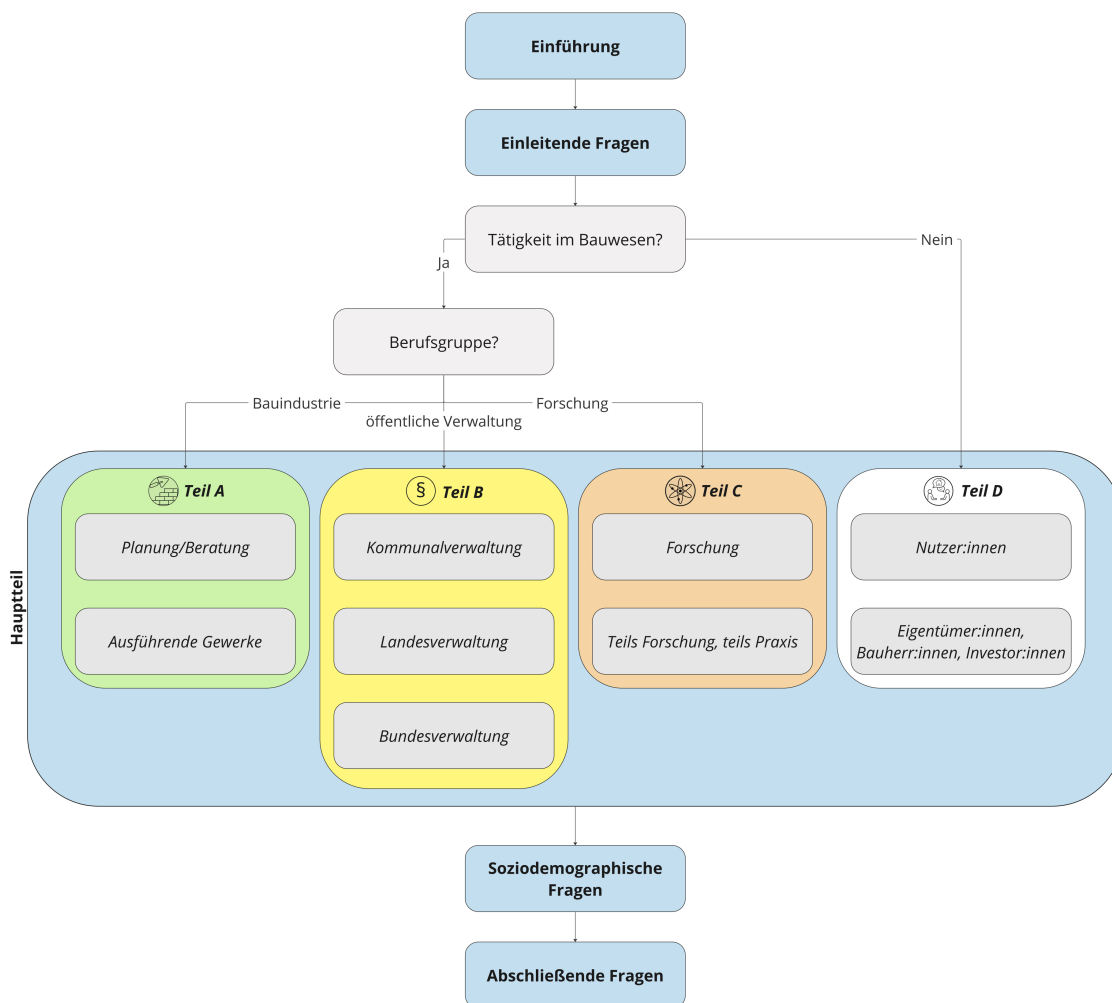 Einführung
Einleitende Fragen
Tätigkeit im Bauwesen?
Nein
Ja
Berufsgruppe?
Bauindustrie
Forschung
öffentliche Verwaltung
Hauptteil
Teil A
Planung/Beratung
Ausführende Gewerke
§
Teil B
Kommunalverwaltung
Landesverwaltung
Bundesverwaltung
Teil C
Forschung
Teils Forschung, teils Praxis
Teil D
Nutzer:innen
Eigentümer:innen,
Bauherr:innen, Investor:innen
Soziodemographische
Fragen
Abschließende Fragen